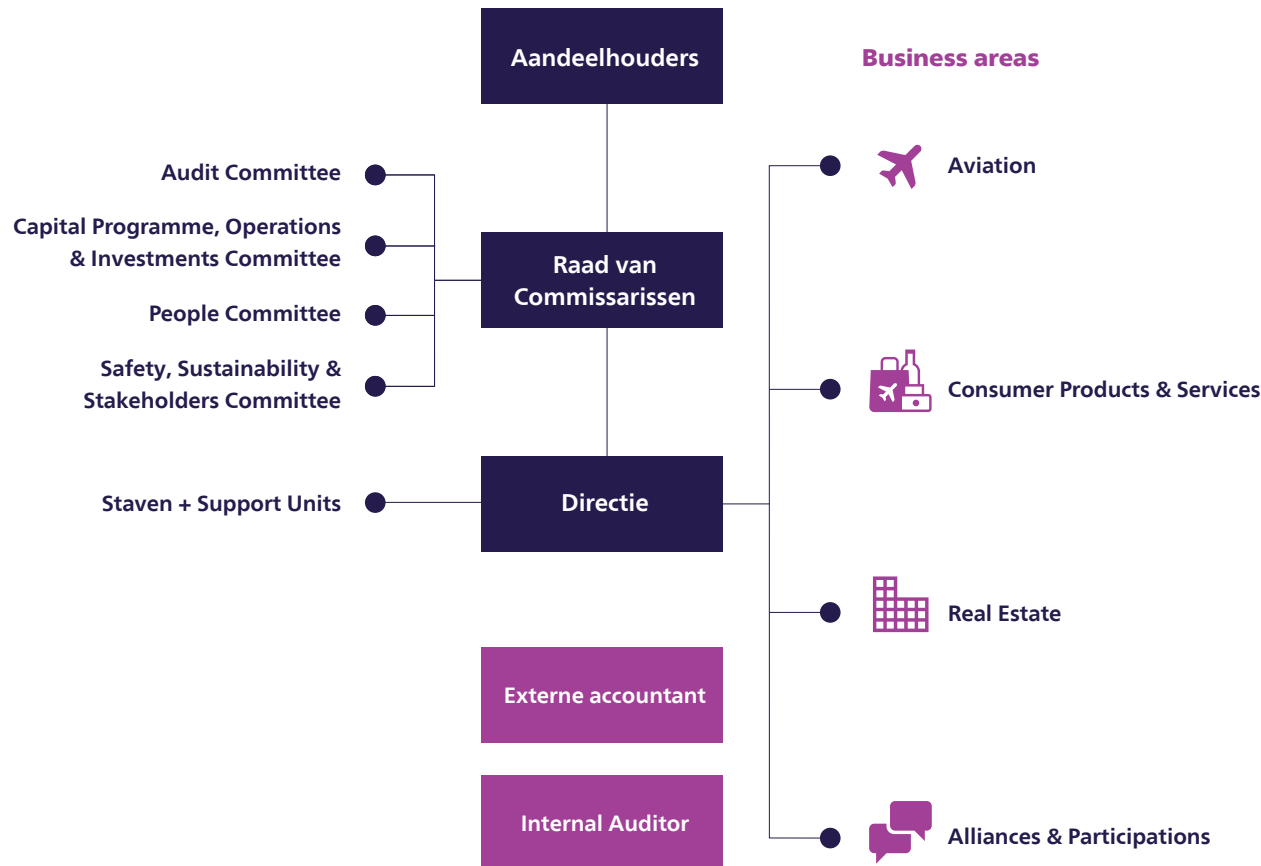 Aandeelhouders
Business areas
Audit Committee
Capital Programme, Operations
& Investments Committee
People Committee
Safety, Sustainability &
Stakeholders Committee
Staven + Support Units
Raad van
Commissarissen
Directie
Externe accountant
Internal Auditor
Aviation
Consumer Products & Services
Real Estate
Alliances & Participations